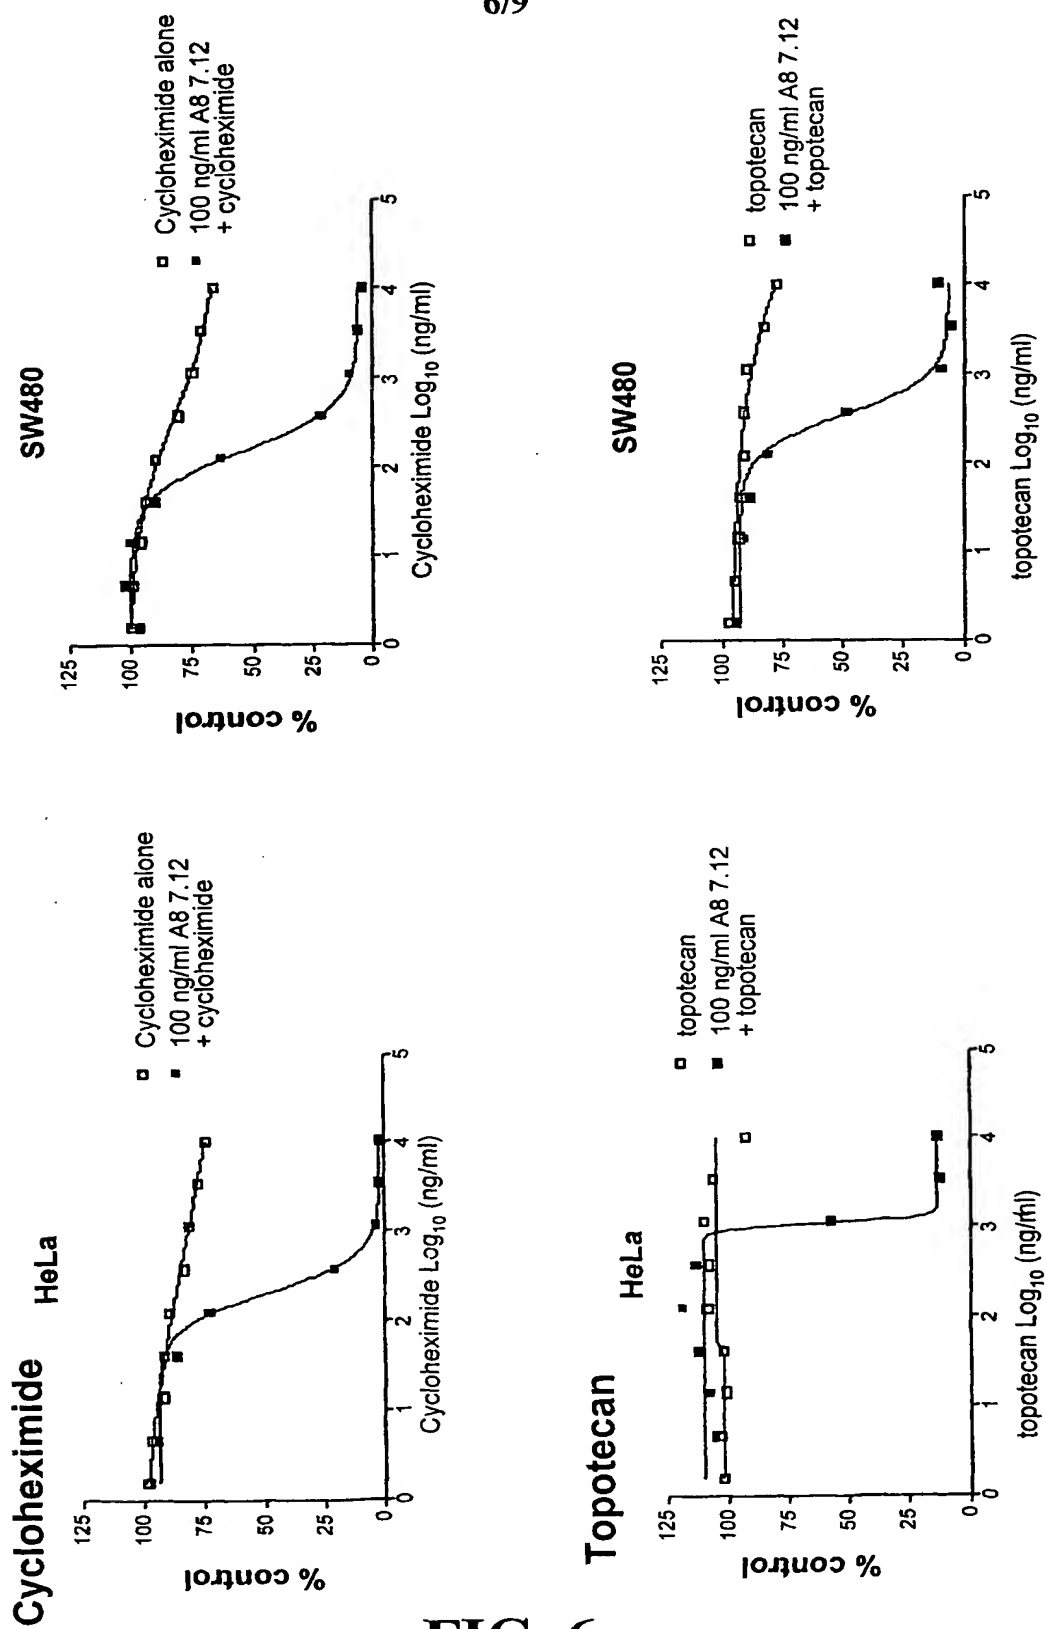 6/9
Cycloheximide
HeLa
% control
125
100
75
50
25
0
0
1
2
3
4
5
Cycloheximide Log10 (ng/ml)
Cycloheximide alone
100 ng/ml A8 7.12
+ cycloheximide
SW480
% control
125
100
75
50
25
0
0
1
2
3
4
5
Cycloheximide Log10 (ng/ml)
Cycloheximide alone
100 ng/ml A8 7.12
+ cycloheximide
Topotecan
HeLa
% control
125
100
75
50
25
0
0
1
2
3
4
5
topotecan Log10 (ng/ml)
topotecan
100 ng/ml A8 7.12
+ topotecan
SW480
% control
125
100
75
50
25
0
0
1
2
3
4
5
topotecan Log10 (ng/ml)
topotecan
100 ng/ml A8 7.12
+ topotecan
FIG. 6